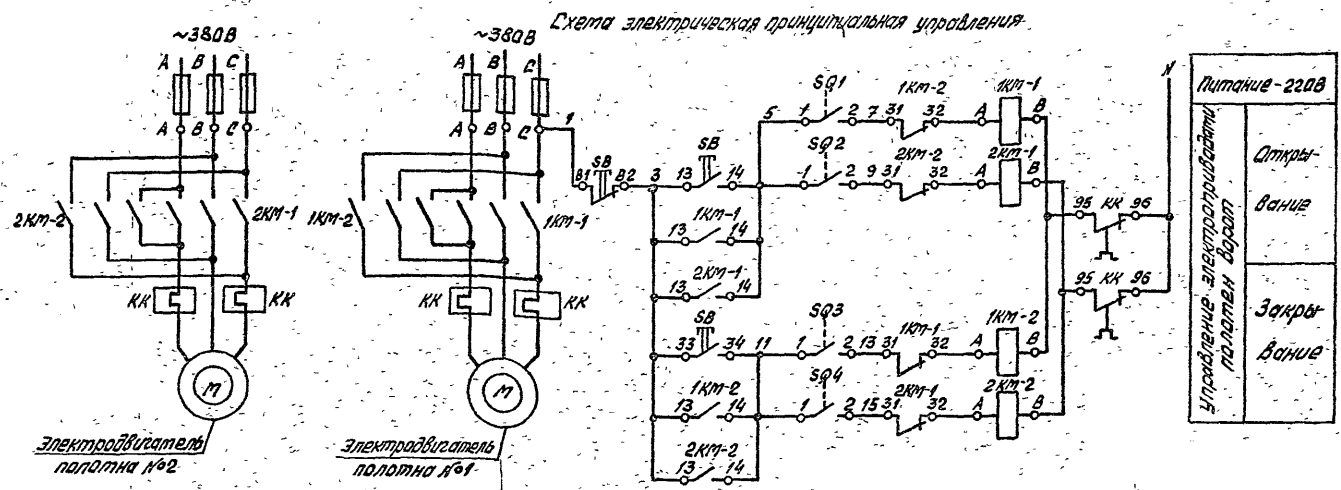 Схема электрическая принципиальная управления
~380В
A B C
A B C
2КМ-2
2КМ-1
КК
КК
М
Электродвигатель
полотна №2
~380В
A B C
A B C
1
1КМ-2
1КМ-1
КК
КК
М
Электродвигатель
полотна №1
SB
B1 B2
3
SB
13 14
1КМ-1
13 14
2КМ-1
13 14
SB
33 34
11
1КМ-2
13 14
2КМ-2
13 14
SQ1 1КМ-2 1КМ-1
5 1 2 7 31 32 A B
SQ2 2КМ-2 2КМ-1
1 2 9 31 32 A B
SQ3 1КМ-1 1КМ-2
1 2 13 31 32 A B
SQ4 2КМ-1 2КМ-2
1 2 15 31 32 A B
95 КК 96
95 КК 96
N
Питание-220В
Управление электроприводами
полотен ворот
Откры-
вание
Закры-
вание